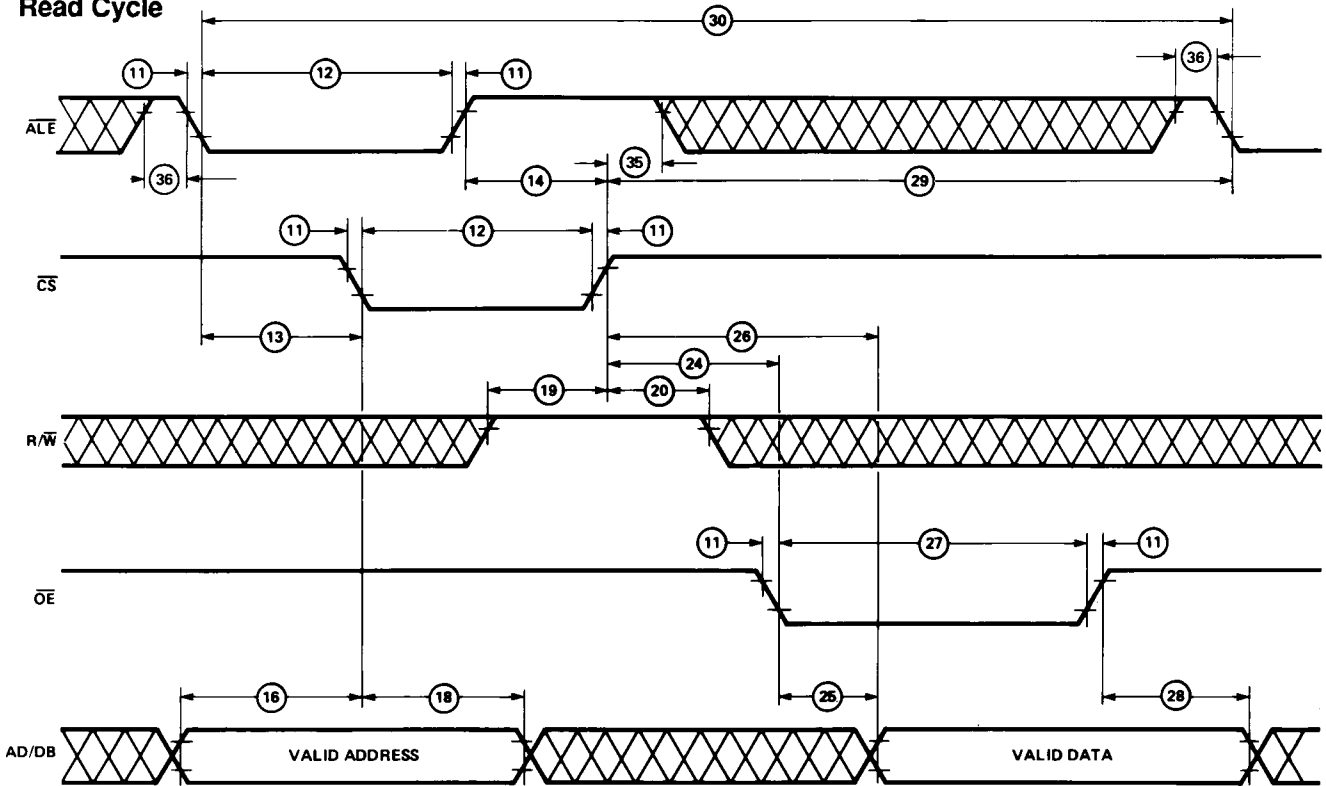 Read Cycle
30
11 12 11 36
ALE
36 14 35 29
11 12 11
CS
13 26
24
19 20
R/W
11 27 11
OE
16 18 25 28
AD/DB VALID ADDRESS VALID DATA